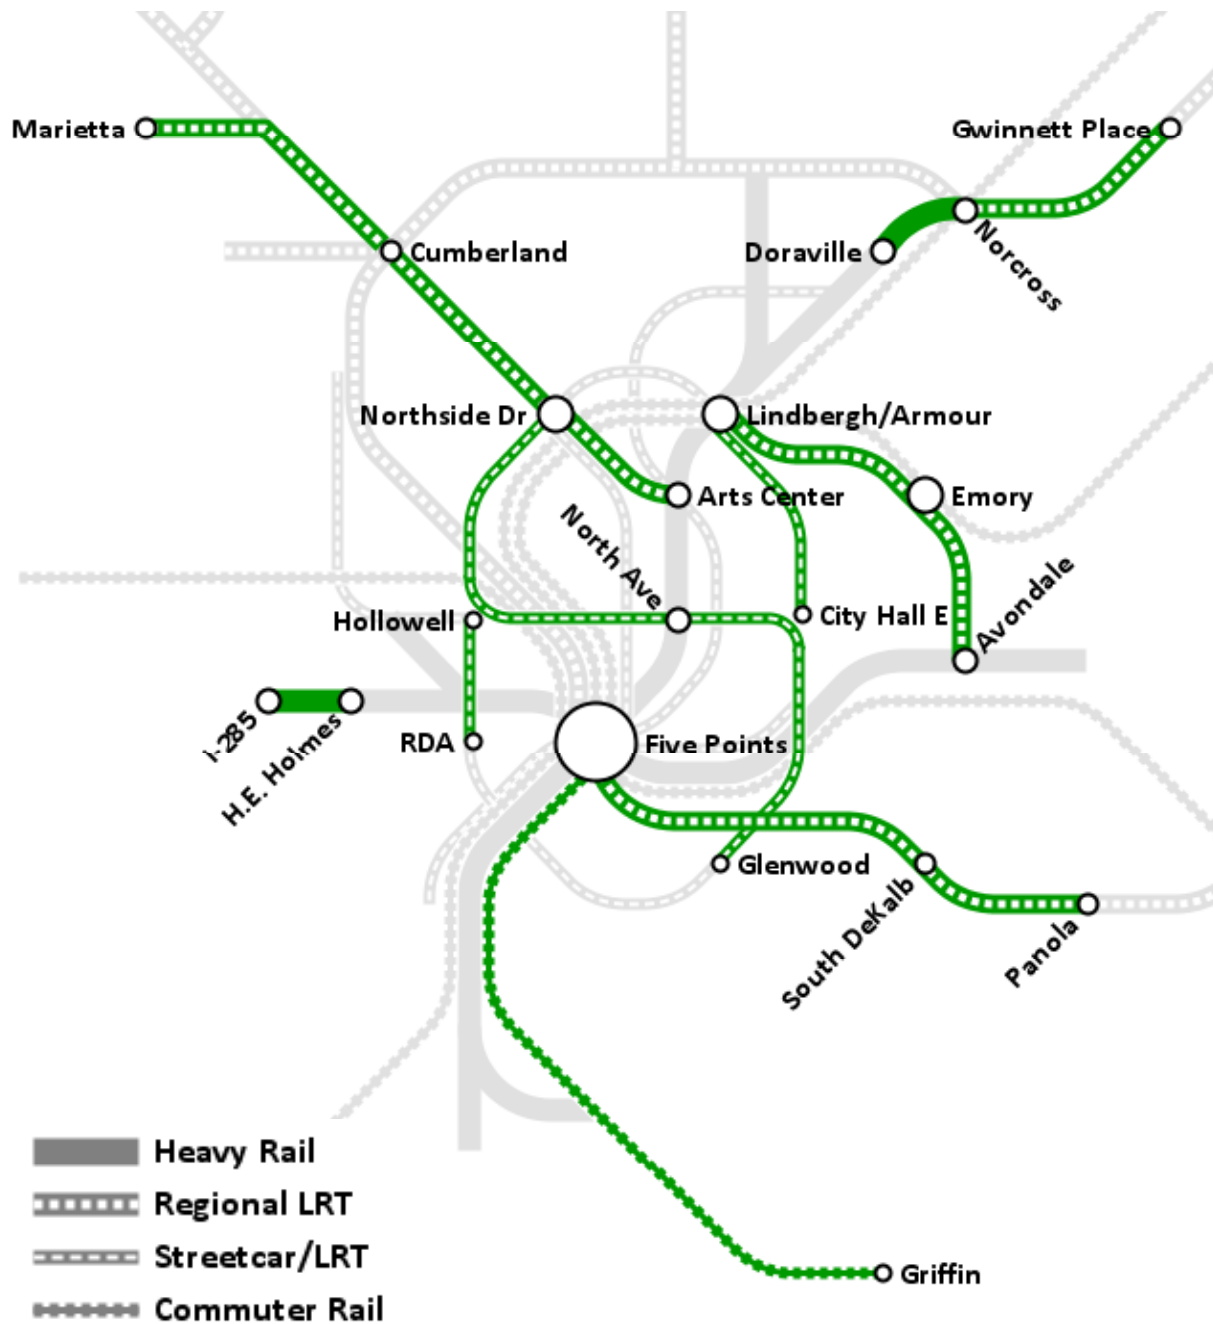 Marietta
Gwinnett Place
Cumberland
Doraville
Norcross
Northside Dr
Lindbergh/Armour
Arts Center
Emory
North Ave
Avondale
Hollowell
City Hall E
I-285
H.E. Holmes
RDA
Five Points
Glenwood
South DeKalb
Panola
Griffin
Heavy Rail
Regional LRT
Streetcar/LRT
Commuter Rail